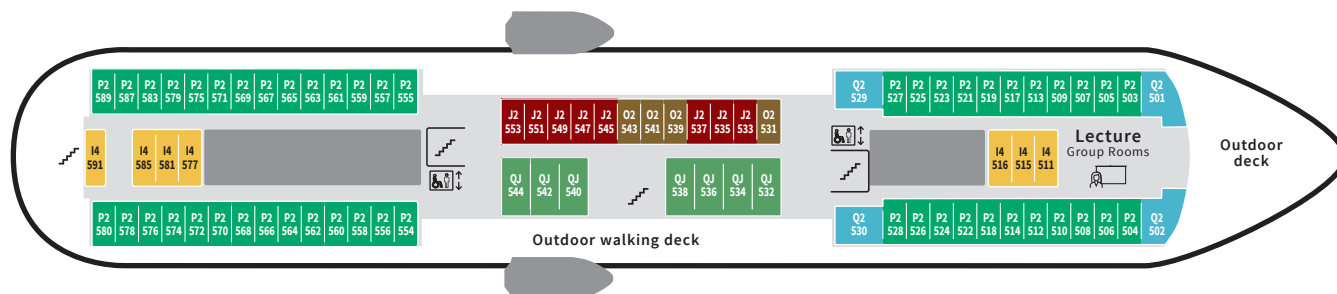 P2 P2 P2 P2 P2 P2 P2 P2 P2 P2 P2 P2 P2 P2
589 587 583 579 575 571 569 567 565 563 561 559 557 555
J2 J2 J2 J2 J2 O2 O2 O2 J2 J2 J2 O2
553 551 549 547 545 543 541 539 537 535 533 531
Q2 P2 P2 P2 P2 P2 P2 P2 P2 P2 P2 P2 Q2
529 527 525 523 521 519 517 513 509 507 505 503 501
I4 I4 I4 I4
591 585 581 577
QJ QJ QJ QJ QJ QJ QJ
544 542 540 538 536 534 532
I4 I4 I4
516 515 511
Lecture
Group Rooms
Outdoor
deck
P2 P2 P2 P2 P2 P2 P2 P2 P2 P2 P2 P2 P2 P2
580 578 576 574 572 570 568 566 564 562 560 558 556 554
Q2 P2 P2 P2 P2 P2 P2 P2 P2 P2 P2 P2 Q2
530 528 526 524 522 518 514 512 510 508 506 504 502
Outdoor walking deck